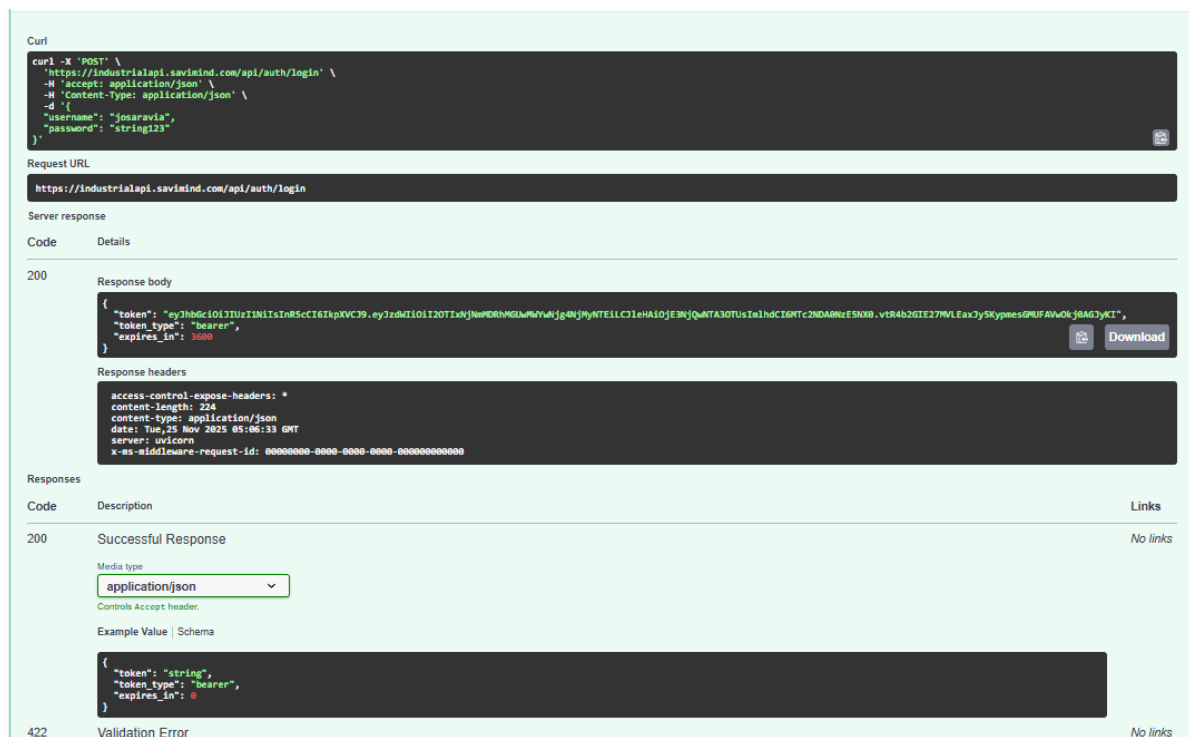 Curl
curl -X 'POST' \
  'https://industrialapi.savimind.com/api/auth/login' \
  -H 'accept: application/json' \
  -H 'Content-Type: application/json' \
  -d '{
  "username": "josaravia",
  "password": "string123"
}'
Request URL
https://industrialapi.savimind.com/api/auth/login
Server response
Code Details
200
Response body
{
  "token":
  "token_type": "bearer",
  "expires_in": 3600
}
Download
Response headers
access-control-expose-headers: *
content-length: 224
content-type: application/json
date: Tue,25 Nov 2025 05:06:33 GMT
server: uvicorn
x-ms-middleware-request-id: 00000000-0000-0000-0000-000000000000
Responses
Code Description Links
200 Successful Response No links
Media type
application/json
Controls Accept header.
Example Value | Schema
{
  "token": "string",
  "token_type": "bearer",
  "expires_in": 0
}
422 Validation Error No links